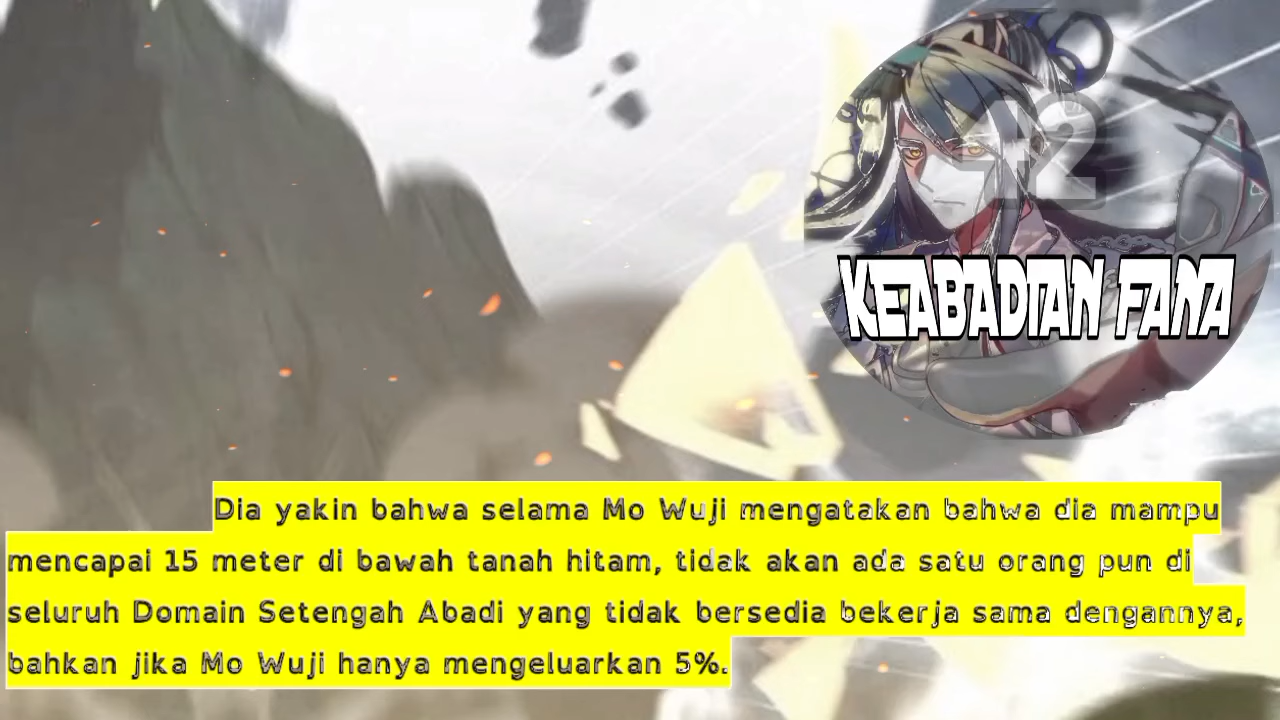 42
KEABADIAN FANA
Dia yakin bahwa selama Mo Wuji mengatakan bahwa dia mampu
mencapai 15 meter di bawah tanah hitam, tidak akan ada satu orang pun di
seluruh Domain Setengah Abadi yang tidak bersedia bekerja sama dengannya,
bahkan jika Mo Wuji hanya mengeluarkan 5%.